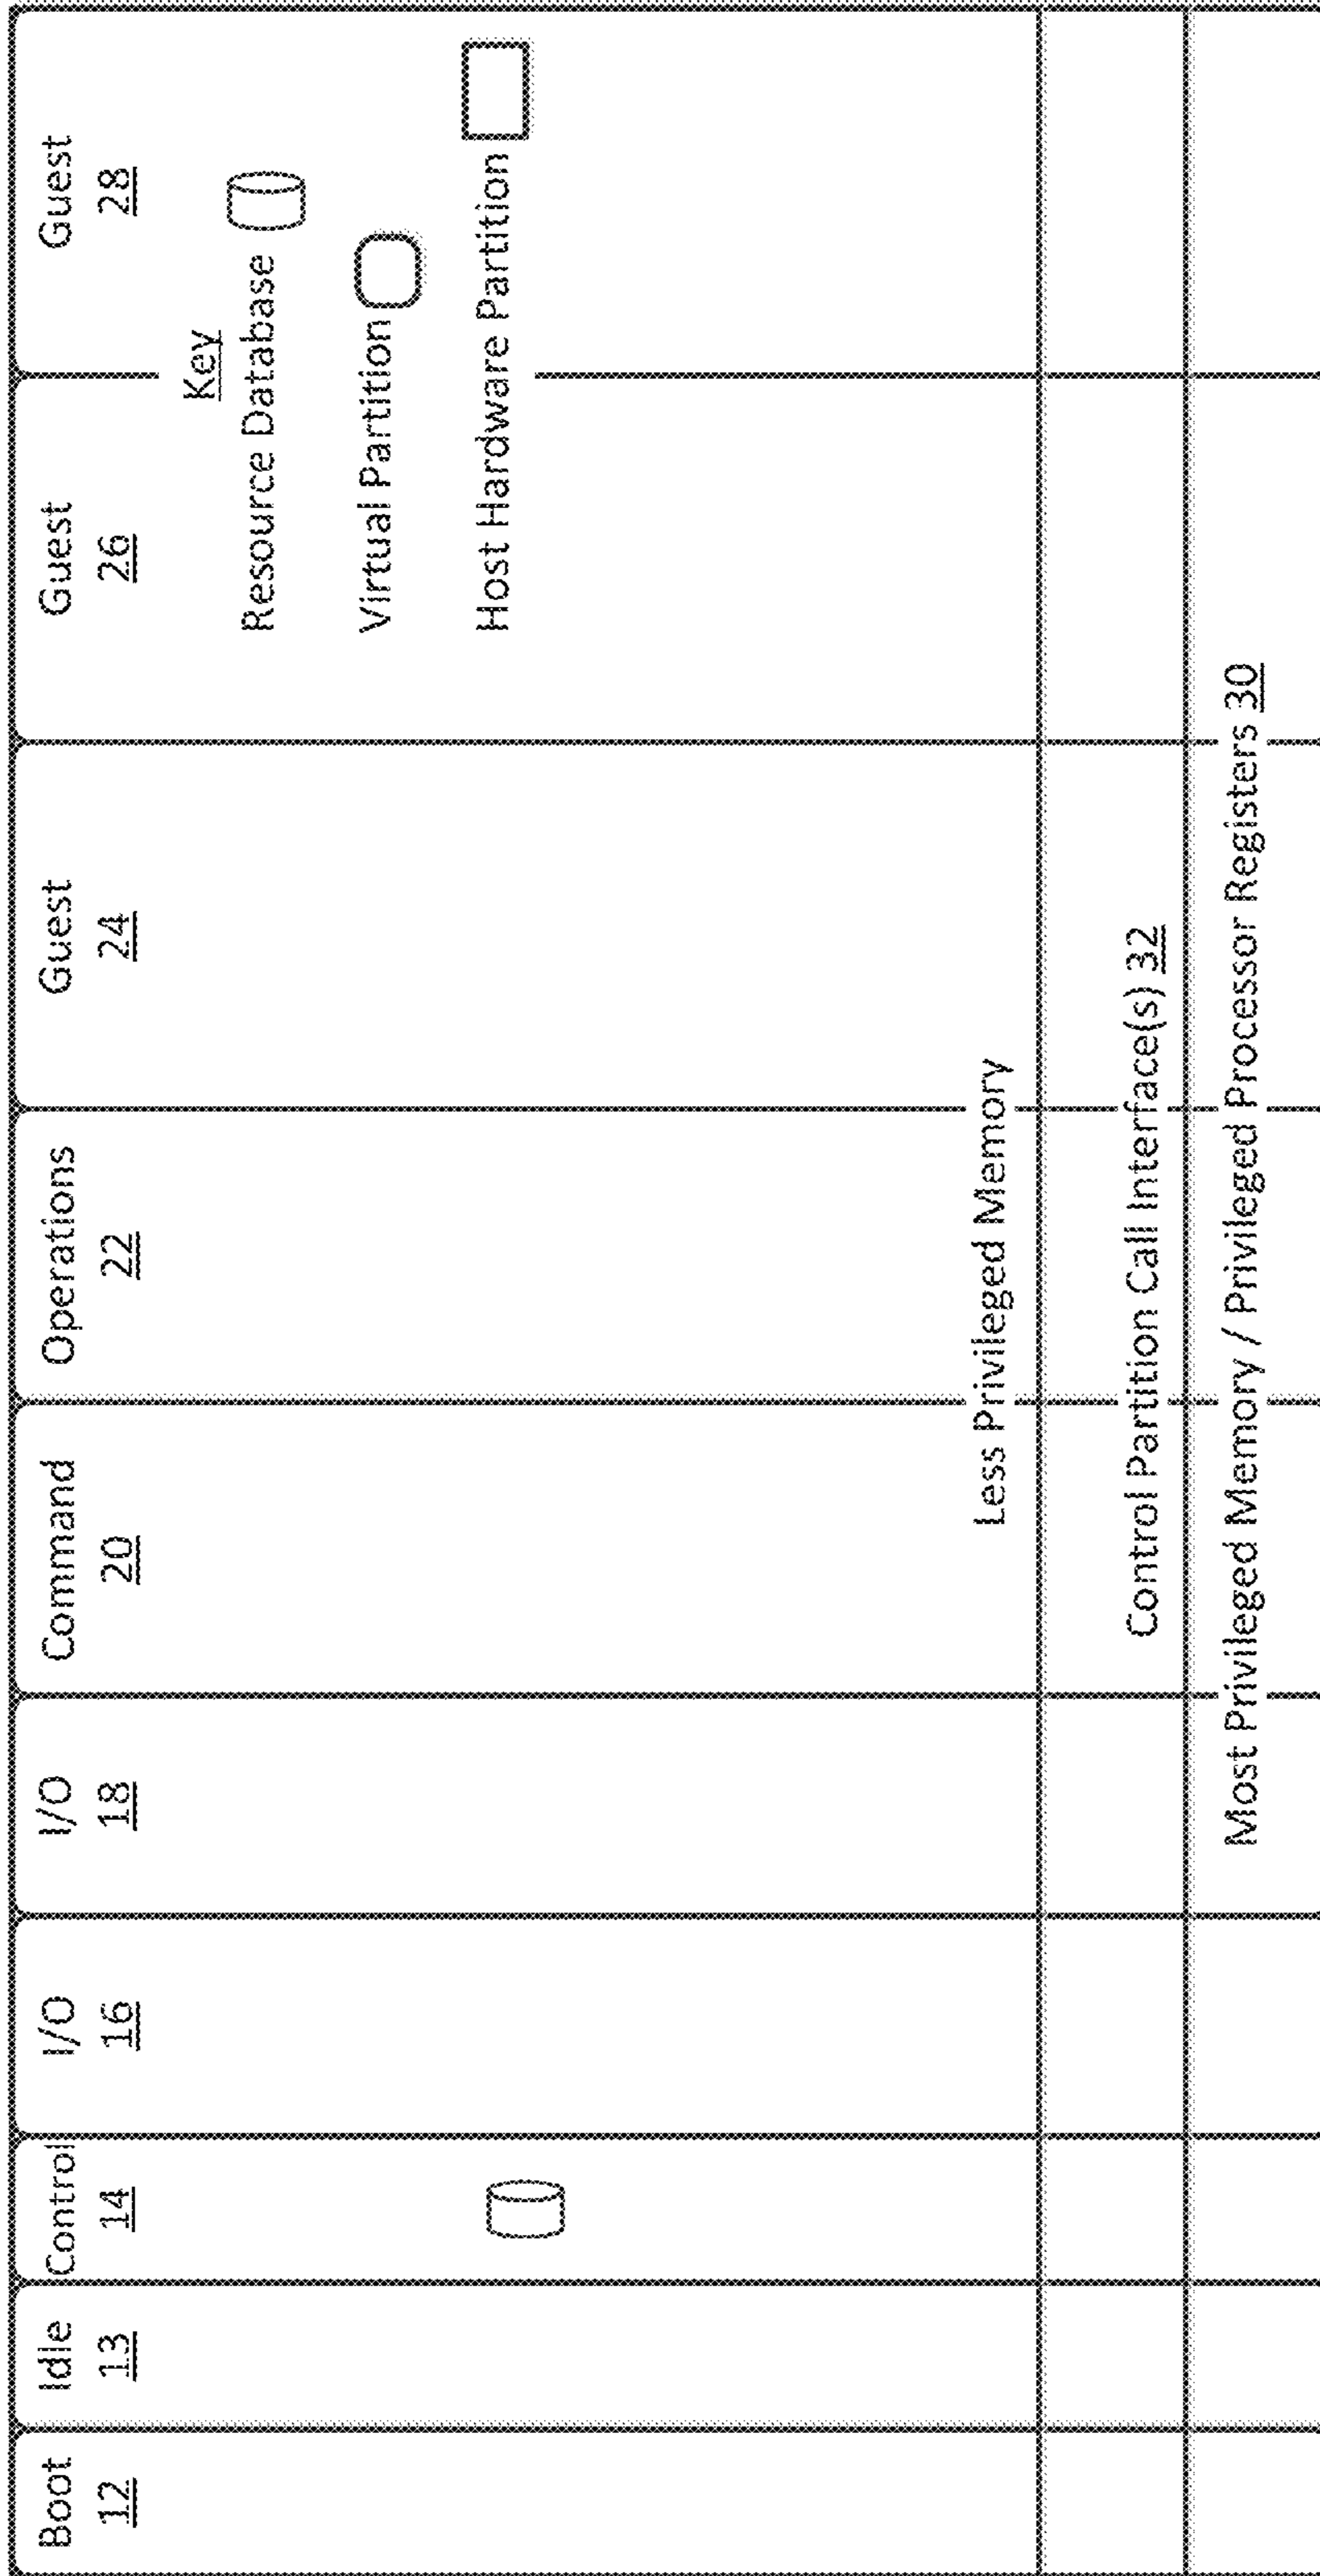 Boot
12
Idle
13
Control
14
I/O
16
I/O
18
Command
20
Operations
22
Guest
24
Guest
26
Guest
28
Key
Resource Database
Virtual Partition
Host Hardware Partition
Less Privileged Memory
Control Partition Call Interface(s) 32
Most Privileged Memory / Privileged Processor Registers 30